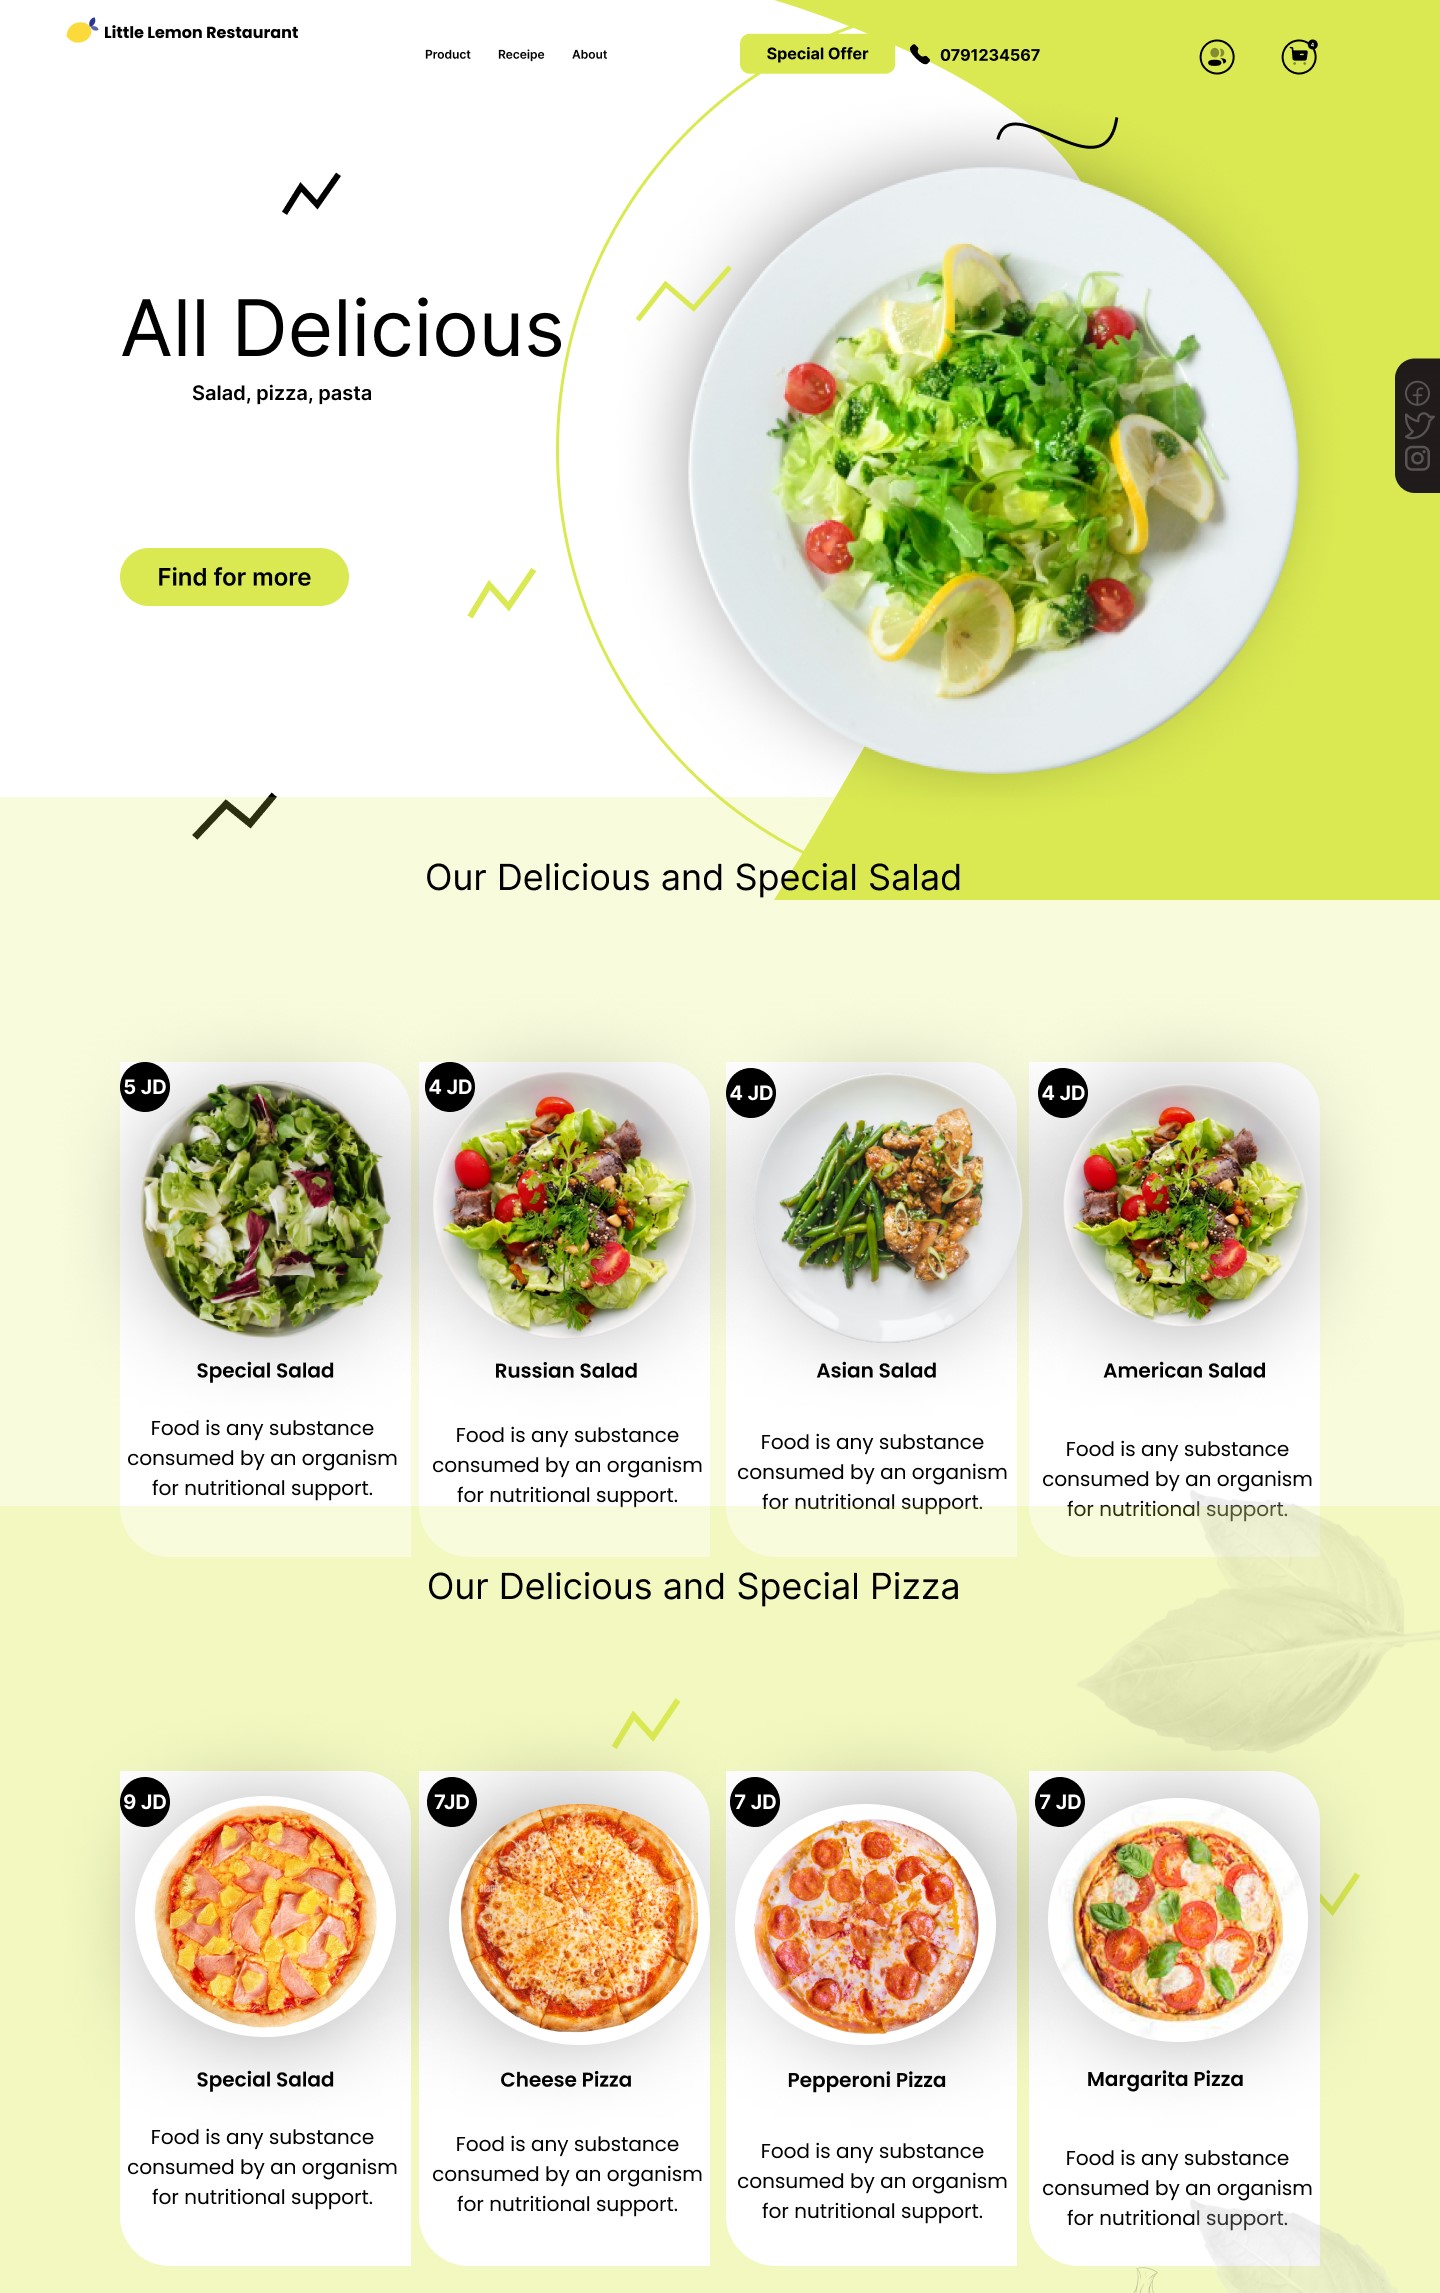 Little Lemon Restaurant
Product Receipe About
Special Offer
0791234567
All Delicious
Salad, pizza, pasta
Find for more
Our Delicious and Special Salad
5 JD
4 JD
4 JD
4 JD
Special Salad
Russian Salad
Asian Salad
American Salad
Food is any substance
consumed by an organism
for nutritional support.
Food is any substance
consumed by an organism
for nutritional support.
Food is any substance
consumed by an organism
for nutritional support.
Food is any substance
consumed by an organism
for nutritional support.
Our Delicious and Special Pizza
9 JD
7JD
7 JD
7 JD
Special Salad
Cheese Pizza
Pepperoni Pizza
Margarita Pizza
Food is any substance
consumed by an organism
for nutritional support.
Food is any substance
consumed by an organism
for nutritional support.
Food is any substance
consumed by an organism
for nutritional support.
Food is any substance
consumed by an organism
for nutritional support.